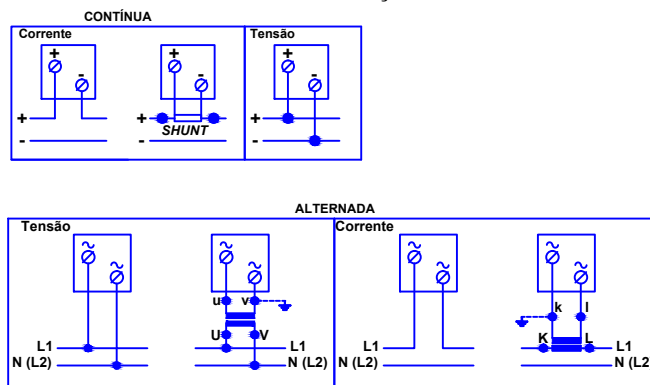 CONTÍNUA
Corrente
Tensão
+ -
+ -
+ -
+
+
+
SHUNT
-
-
-
ALTERNADA
Tensão
Corrente
~ ~
~ ~
~ ~
~ ~
u v
k l
U V
K L
L1
L1
L1
L1
N (L2)
N (L2)
N (L2)
N (L2)